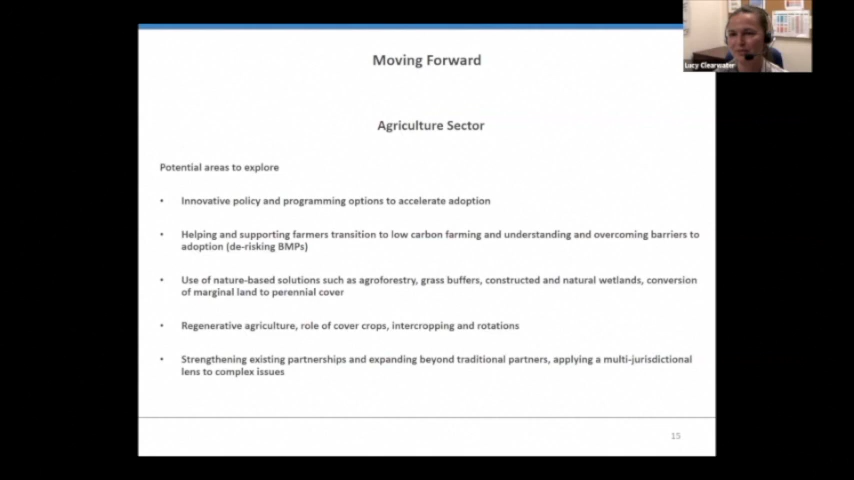 Moving Forward
Lucy Clearwater
Agriculture Sector
Potential areas to explore
• Innovative policy and programming options to accelerate adoption
• Helping and supporting farmers transition to low carbon farming and understanding and overcoming barriers to
adoption (de-risking BMPs)
• Use of nature-based solutions such as agroforestry, grass buffers, constructed and natural wetlands, conversion
of marginal land to perennial cover
• Regenerative agriculture, role of cover crops, intercropping and rotations
• Strengthening existing partnerships and expanding beyond traditional partners, applying a multi-jurisdictional
lens to complex issues
15